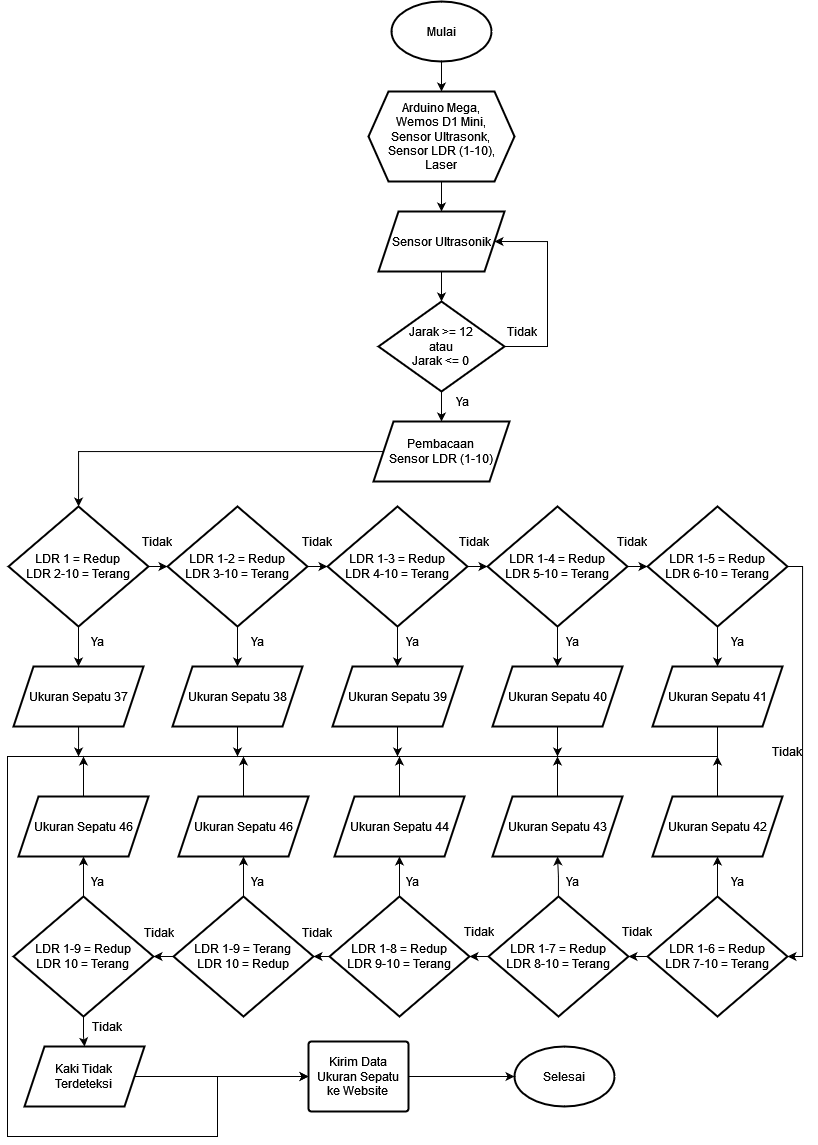 Mulai
Arduino Mega,
Wemos D1 Mini,
Sensor Ultrasonk,
Sensor LDR (1-10),
Laser
Sensor Ultrasonik
Jarak >= 12
atau
Jarak <= 0
Tidak
Ya
Pembacaan
Sensor LDR (1-10)
LDR 1 = Redup
LDR 2-10 = Terang
Tidak
LDR 1-2 = Redup
LDR 3-10 = Terang
Tidak
LDR 1-3 = Redup
LDR 4-10 = Terang
Tidak
LDR 1-4 = Redup
LDR 5-10 = Terang
Tidak
LDR 1-5 = Redup
LDR 6-10 = Terang
Ya
Ya
Ya
Ya
Ya
Ukuran Sepatu 37
Ukuran Sepatu 38
Ukuran Sepatu 39
Ukuran Sepatu 40
Ukuran Sepatu 41
Tidak
Ukuran Sepatu 46
Ukuran Sepatu 46
Ukuran Sepatu 44
Ukuran Sepatu 43
Ukuran Sepatu 42
Ya
Ya
Ya
Ya
Ya
LDR 1-9 = Redup
LDR 10 = Terang
Tidak
LDR 1-9 = Terang
LDR 10 = Redup
Tidak
LDR 1-8 = Redup
LDR 9-10 = Terang
Tidak
LDR 1-7 = Redup
LDR 8-10 = Terang
Tidak
LDR 1-6 = Redup
LDR 7-10 = Terang
Tidak
Kaki Tidak
Terdeteksi
Kirim Data
Ukuran Sepatu
ke Website
Selesai